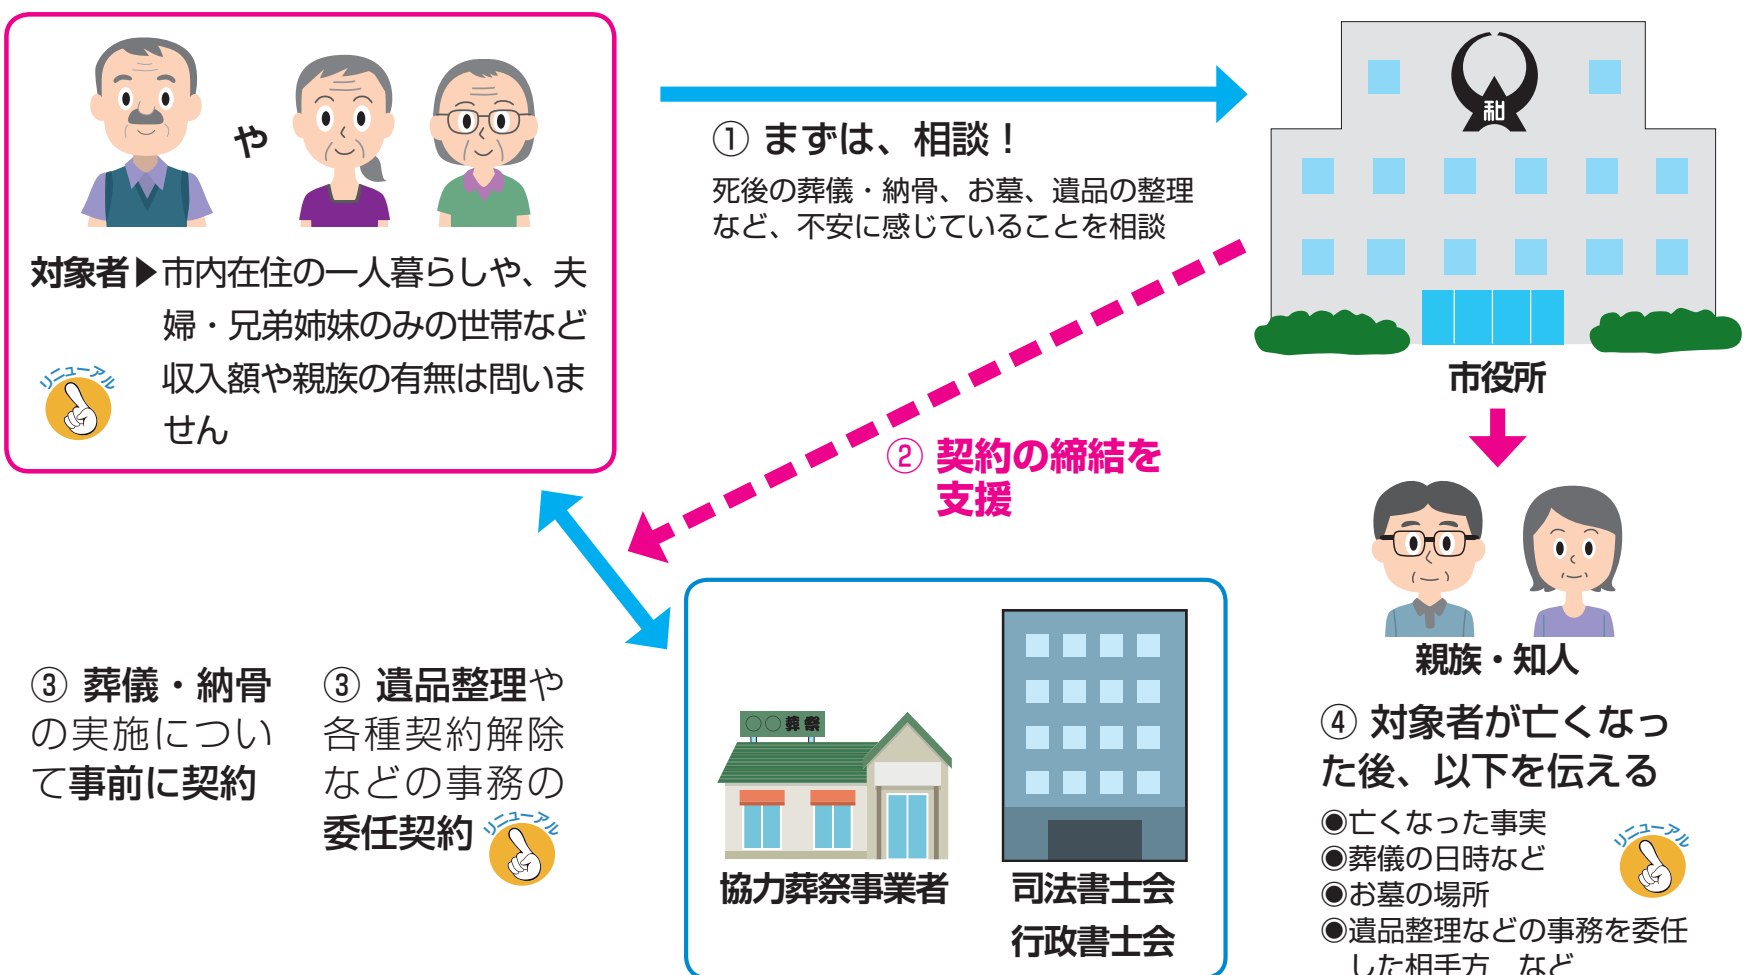 や
対象者▶市内在住の一人暮らしや、夫
婦・兄弟姉妹のみの世帯など
収入額や親族の有無は問いま
せん
リニューアル
① まずは、相談！
死後の葬儀・納骨、お墓、遺品の整理
など、不安に感じていることを相談
和
市役所
② 契約の締結を
支援
③ 葬儀・納骨
の実施につい
て事前に契約
③ 遺品整理や
各種契約解除
などの事務の
委任契約
リニューアル
〇〇葬祭
協力葬祭事業者
司法書士会
行政書士会
親族・知人
④ 対象者が亡くなっ
た後、以下を伝える
◉亡くなった事実
◉葬儀の日時など
◉お墓の場所
◉遺品整理などの事務を委任
した相手方　など
リニューアル